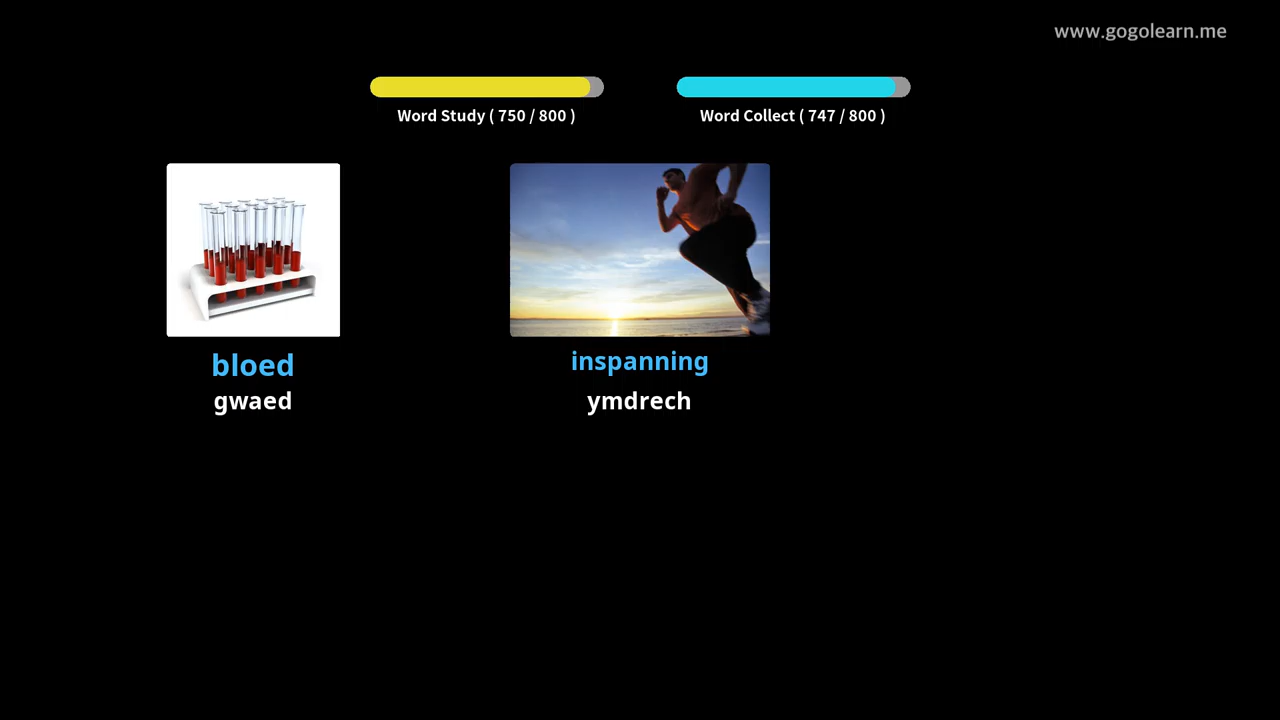 www.gogolearn.me
Word Study ( 750 / 800 )
Word Collect ( 747 / 800 )
bloed
gwaed
inspanning
ymdrech